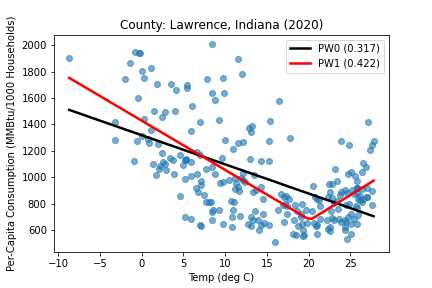 County: Lawrence, Indiana (2020)
Per-Capita Consumption (MMBtu/1000 Households)
2000
1800
1600
1400
1200
1000
800
600
PW0 (0.317)
PW1 (0.422)
−10 −5 0 5 10 15 20 25
Temp (deg C)